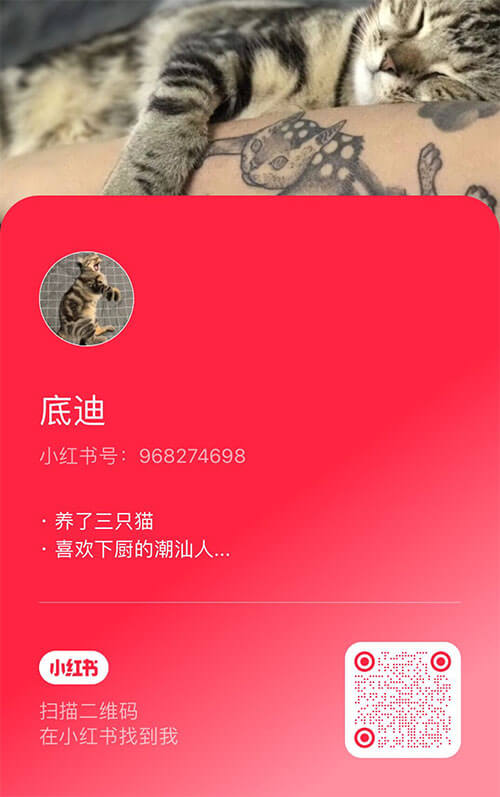 底迪
小红书号：968274698
· 养了三只猫
· 喜欢下厨的潮汕人...
小红书
扫描二维码
在小红书找到我